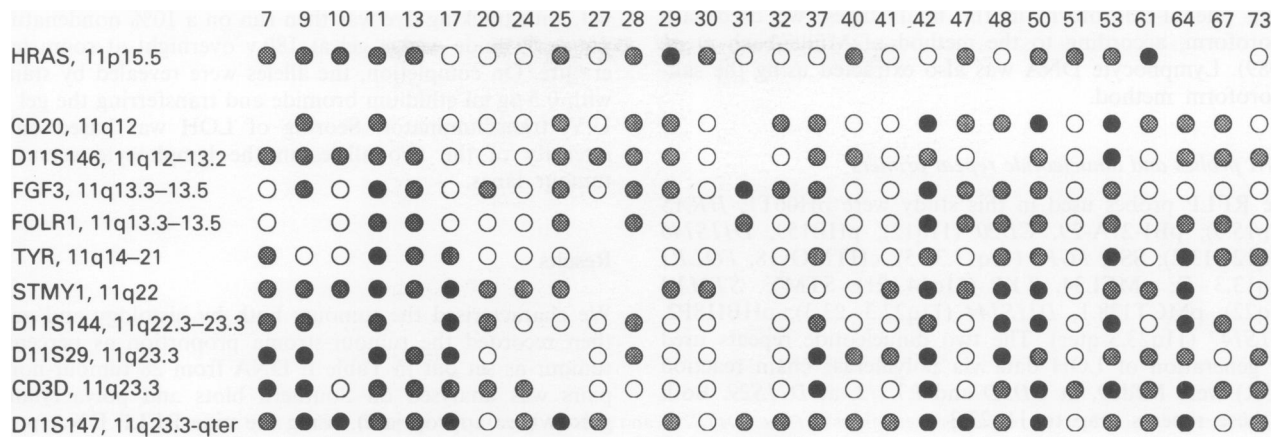 7 9 10 11 13 17 20 24 25 27 28 29 30 31 32 37 40 41 42 47 48 50 51 53 61 64 67 73
HRAS, 11p15.5
CD20, 11q12
D11S146, 11q12–13.2
FGF3, 11q13.3–13.5
FOLR1, 11q13.3–13.5
TYR, 11q14–21
STMY1, 11q22
D11S144, 11q22.3–23.3
D11S29, 11q23.3
CD3D, 11q23.3
D11S147, 11q23.3-qter